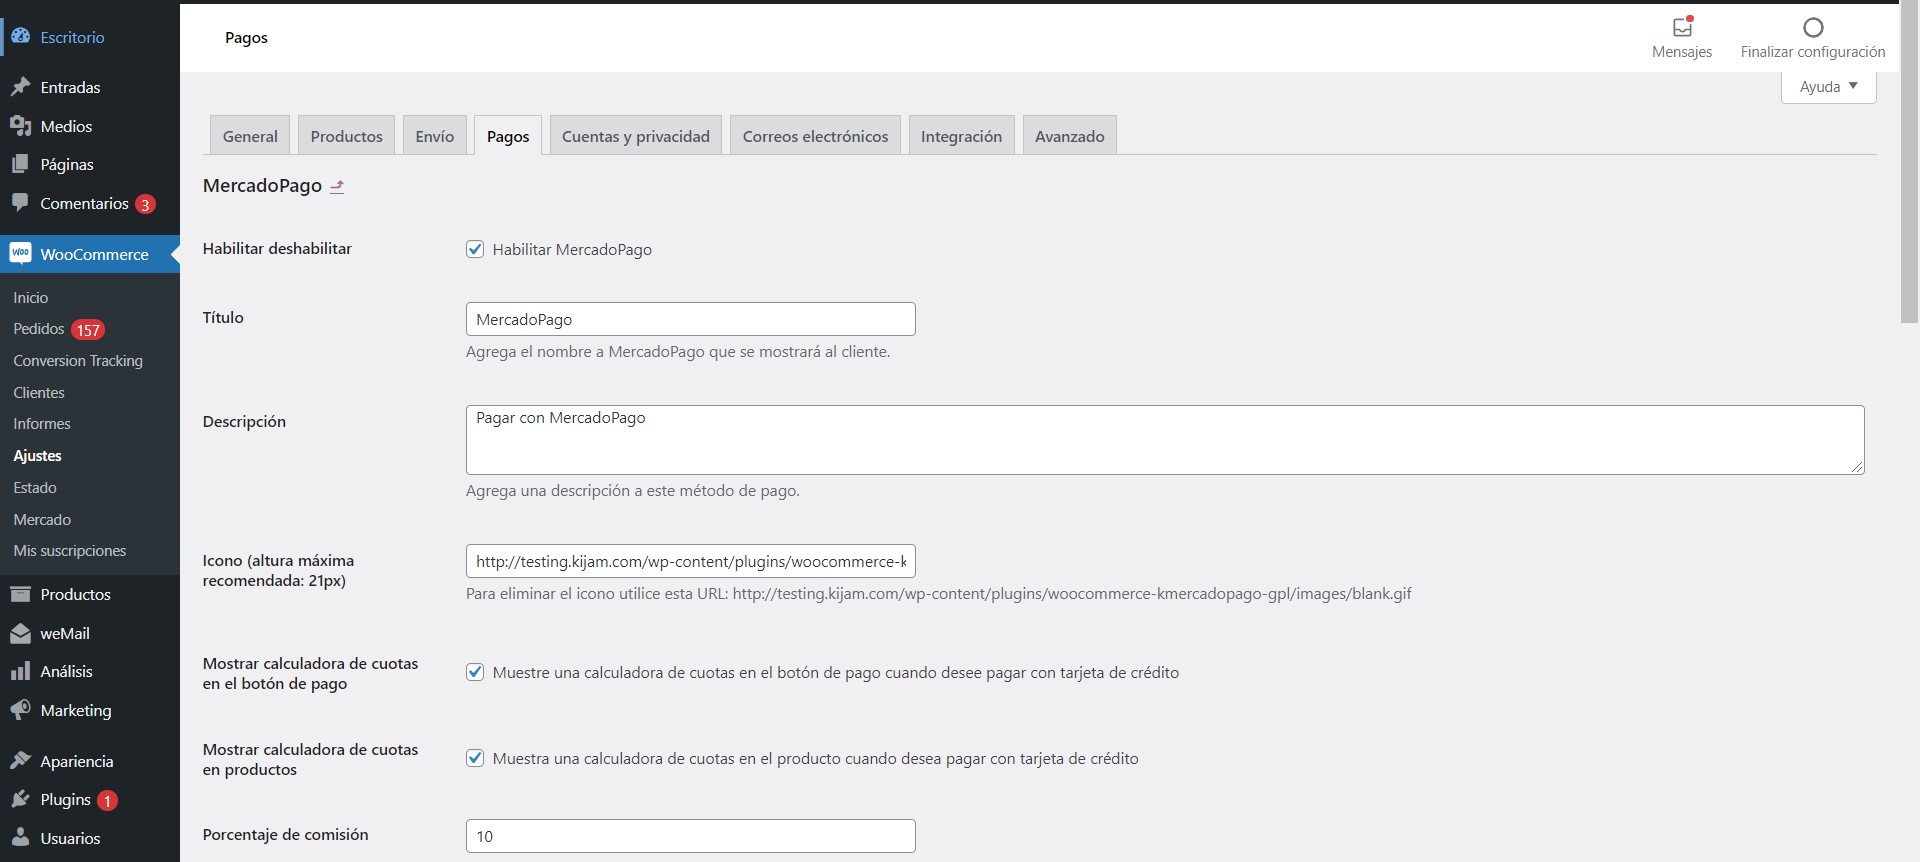 Escritorio
Entradas
Medios
Páginas
Comentarios 3
Woo WooCommerce
Inicio
Pedidos 157
Conversion Tracking
Clientes
Informes
Ajustes
Estado
Mercado
Mis suscripciones
Productos
weMail
Análisis
Marketing
Apariencia
Plugins 1
Usuarios
Pagos
Mensajes
Finalizar configuración
Ayuda ▼
General
Productos
Envío
Pagos
Cuentas y privacidad
Correos electrónicos
Integración
Avanzado
MercadoPago
Habilitar deshabilitar
Habilitar MercadoPago
Título
MercadoPago
Agrega el nombre a MercadoPago que se mostrará al cliente.
Descripción
Pagar con MercadoPago
Agrega una descripción a este método de pago.
Icono (altura máxima
recomendada: 21px)
http://testing.kijam.com/wp-content/plugins/woocommerce-k
Para eliminar el icono utilice esta URL: http://testing.kijam.com/wp-content/plugins/woocommerce-kmercadopago-gpl/images/blank.gif
Mostrar calculadora de cuotas
en el botón de pago
Muestre una calculadora de cuotas en el botón de pago cuando desee pagar con tarjeta de crédito
Mostrar calculadora de cuotas
en productos
Muestra una calculadora de cuotas en el producto cuando desea pagar con tarjeta de crédito
Porcentaje de comisión
10